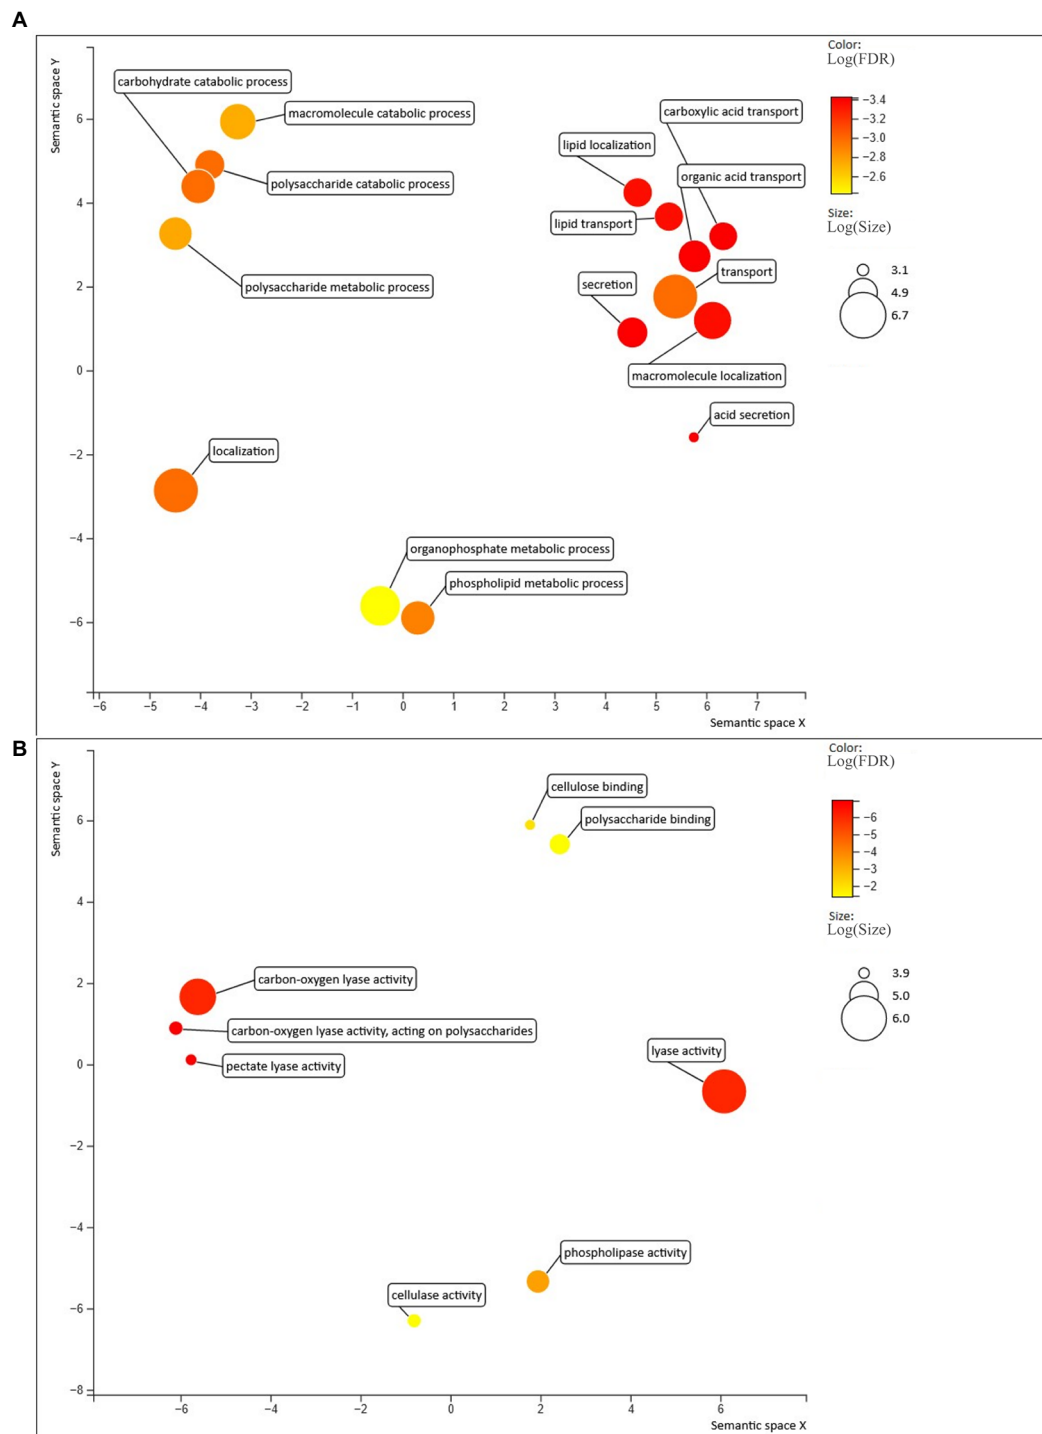 A
Semantic space Y
6
4
2
0
−2
−4
−6
carbohydrate catabolic process
macromolecule catabolic process
polysaccharide catabolic process
polysaccharide metabolic process
carboxylic acid transport
lipid localization
organic acid transport
lipid transport
transport
secretion
macromolecule localization
acid secretion
localization
organophosphate metabolic process
phospholipid metabolic process
−6 −5 −4 −3 −2 −1 0 1 2 3 4 5 6 7
Semantic space X
Color:
Log(FDR)
−3.4
−3.2
−3.0
−2.8
−2.6
Size:
Log(Size)
3.1
4.9
6.7
B
Semantic space Y
6
4
2
0
−2
−4
−6
−8
cellulose binding
polysaccharide binding
carbon-oxygen lyase activity
carbon-oxygen lyase activity, acting on polysaccharides
pectate lyase activity
lyase activity
phospholipase activity
cellulase activity
−6 −4 −2 0 2 4 6
Semantic space X
Color:
Log(FDR)
−6
−5
−4
−3
−2
Size:
Log(Size)
3.9
5.0
6.0